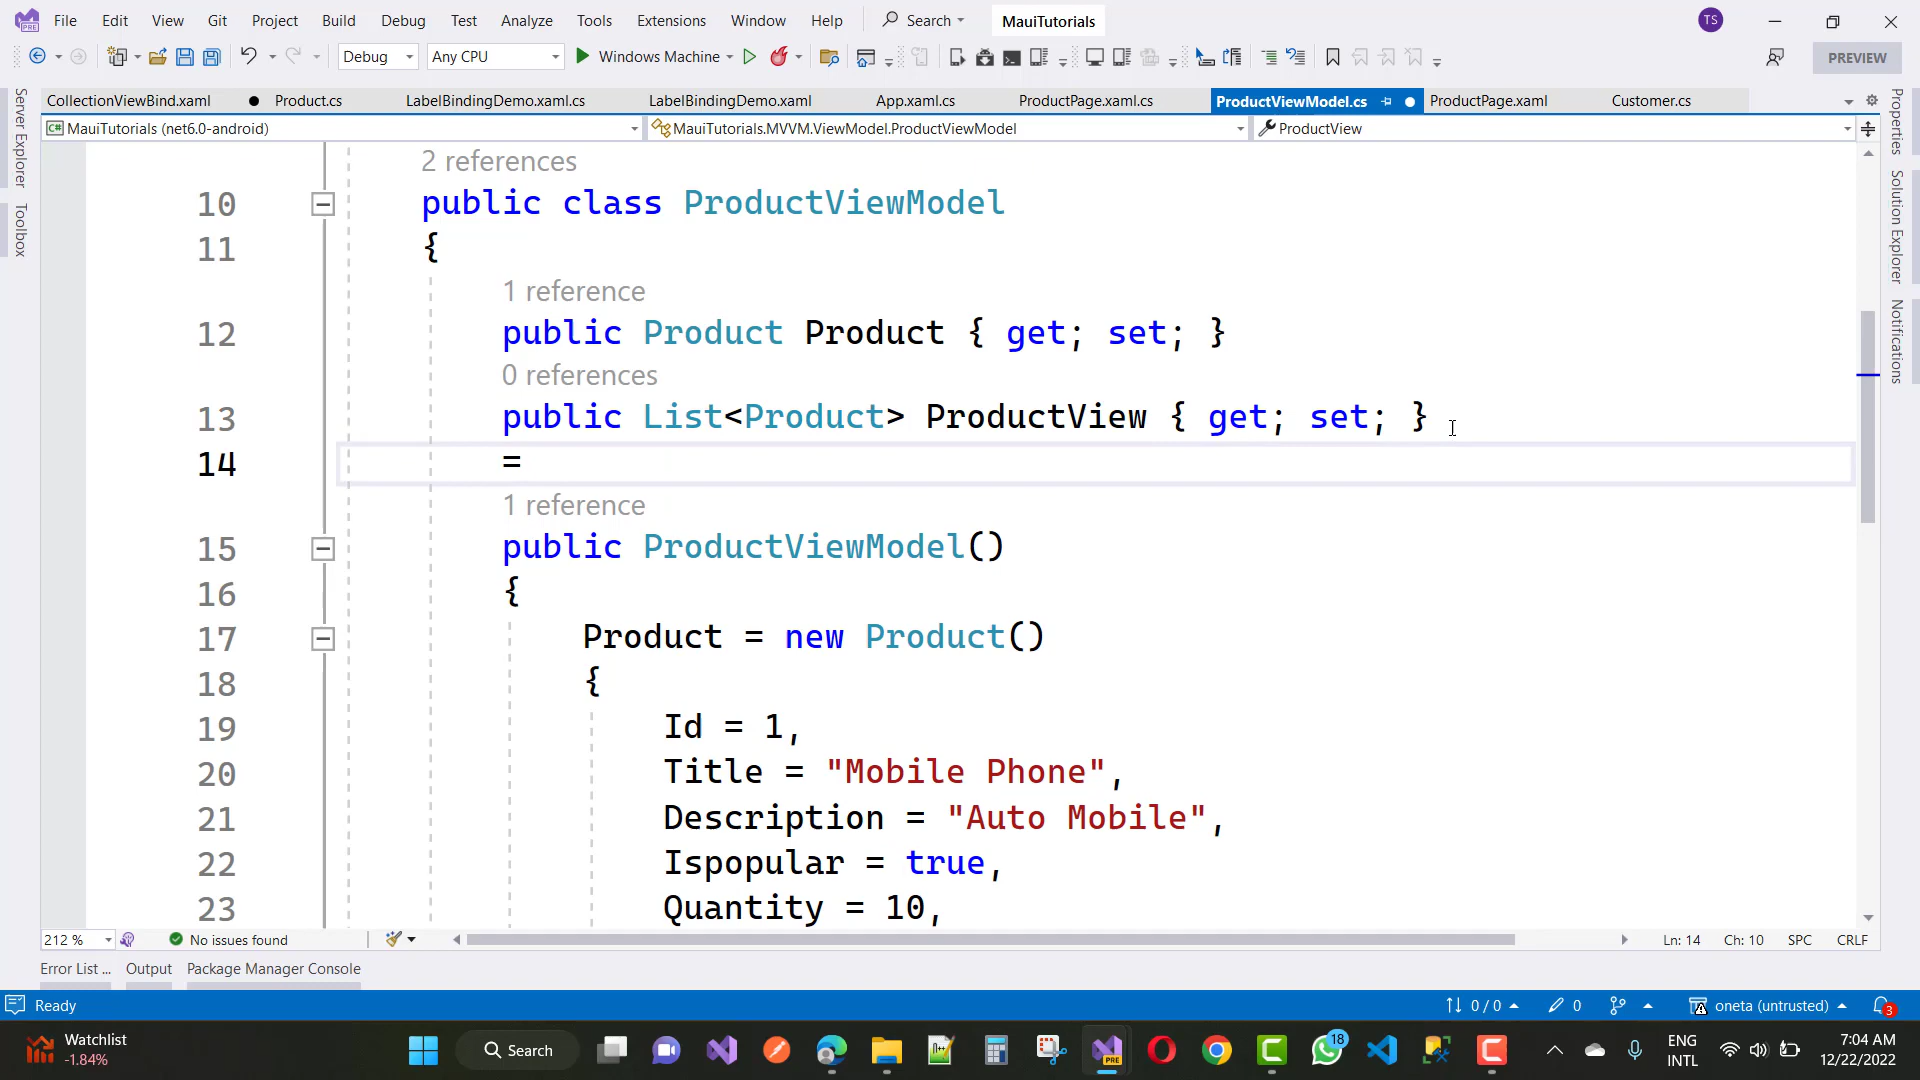 File Edit View Git Project Build Debug Test Analyze Tools Extensions Window Help Search MauiTutorials TS
Debug Any CPU Windows Machine PREVIEW
CollectionViewBind.xaml Product.cs LabelBindingDemo.xaml.cs LabelBindingDemo.xaml App.xaml.cs ProductPage.xaml.cs ProductViewModel.cs ProductPage.xaml Customer.cs
MauiTutorials (net6.0-android) MauiTutorials.MVVM.ViewModel.ProductViewModel ProductView
Server Explorer
Toolbox
Properties
Solution Explorer
Notifications
2 references
10 public class ProductViewModel
11 {
1 reference
12 public Product Product { get; set; }
0 references
13 public List<Product> ProductView { get; set; }
14 =
1 reference
15 public ProductViewModel()
16 {
17 Product = new Product()
18 {
19 Id = 1,
20 Title = "Mobile Phone",
21 Description = "Auto Mobile",
22 Ispopular = true,
23 Quantity = 10,
212 % No issues found Ln: 14 Ch: 10 SPC CRLF
Error List ... Output Package Manager Console
Ready 0 / 0 0 oneta (untrusted) 3
Watchlist
-1.84%
Search
PRE
18
ENG
INTL
7:04 AM
12/22/2022